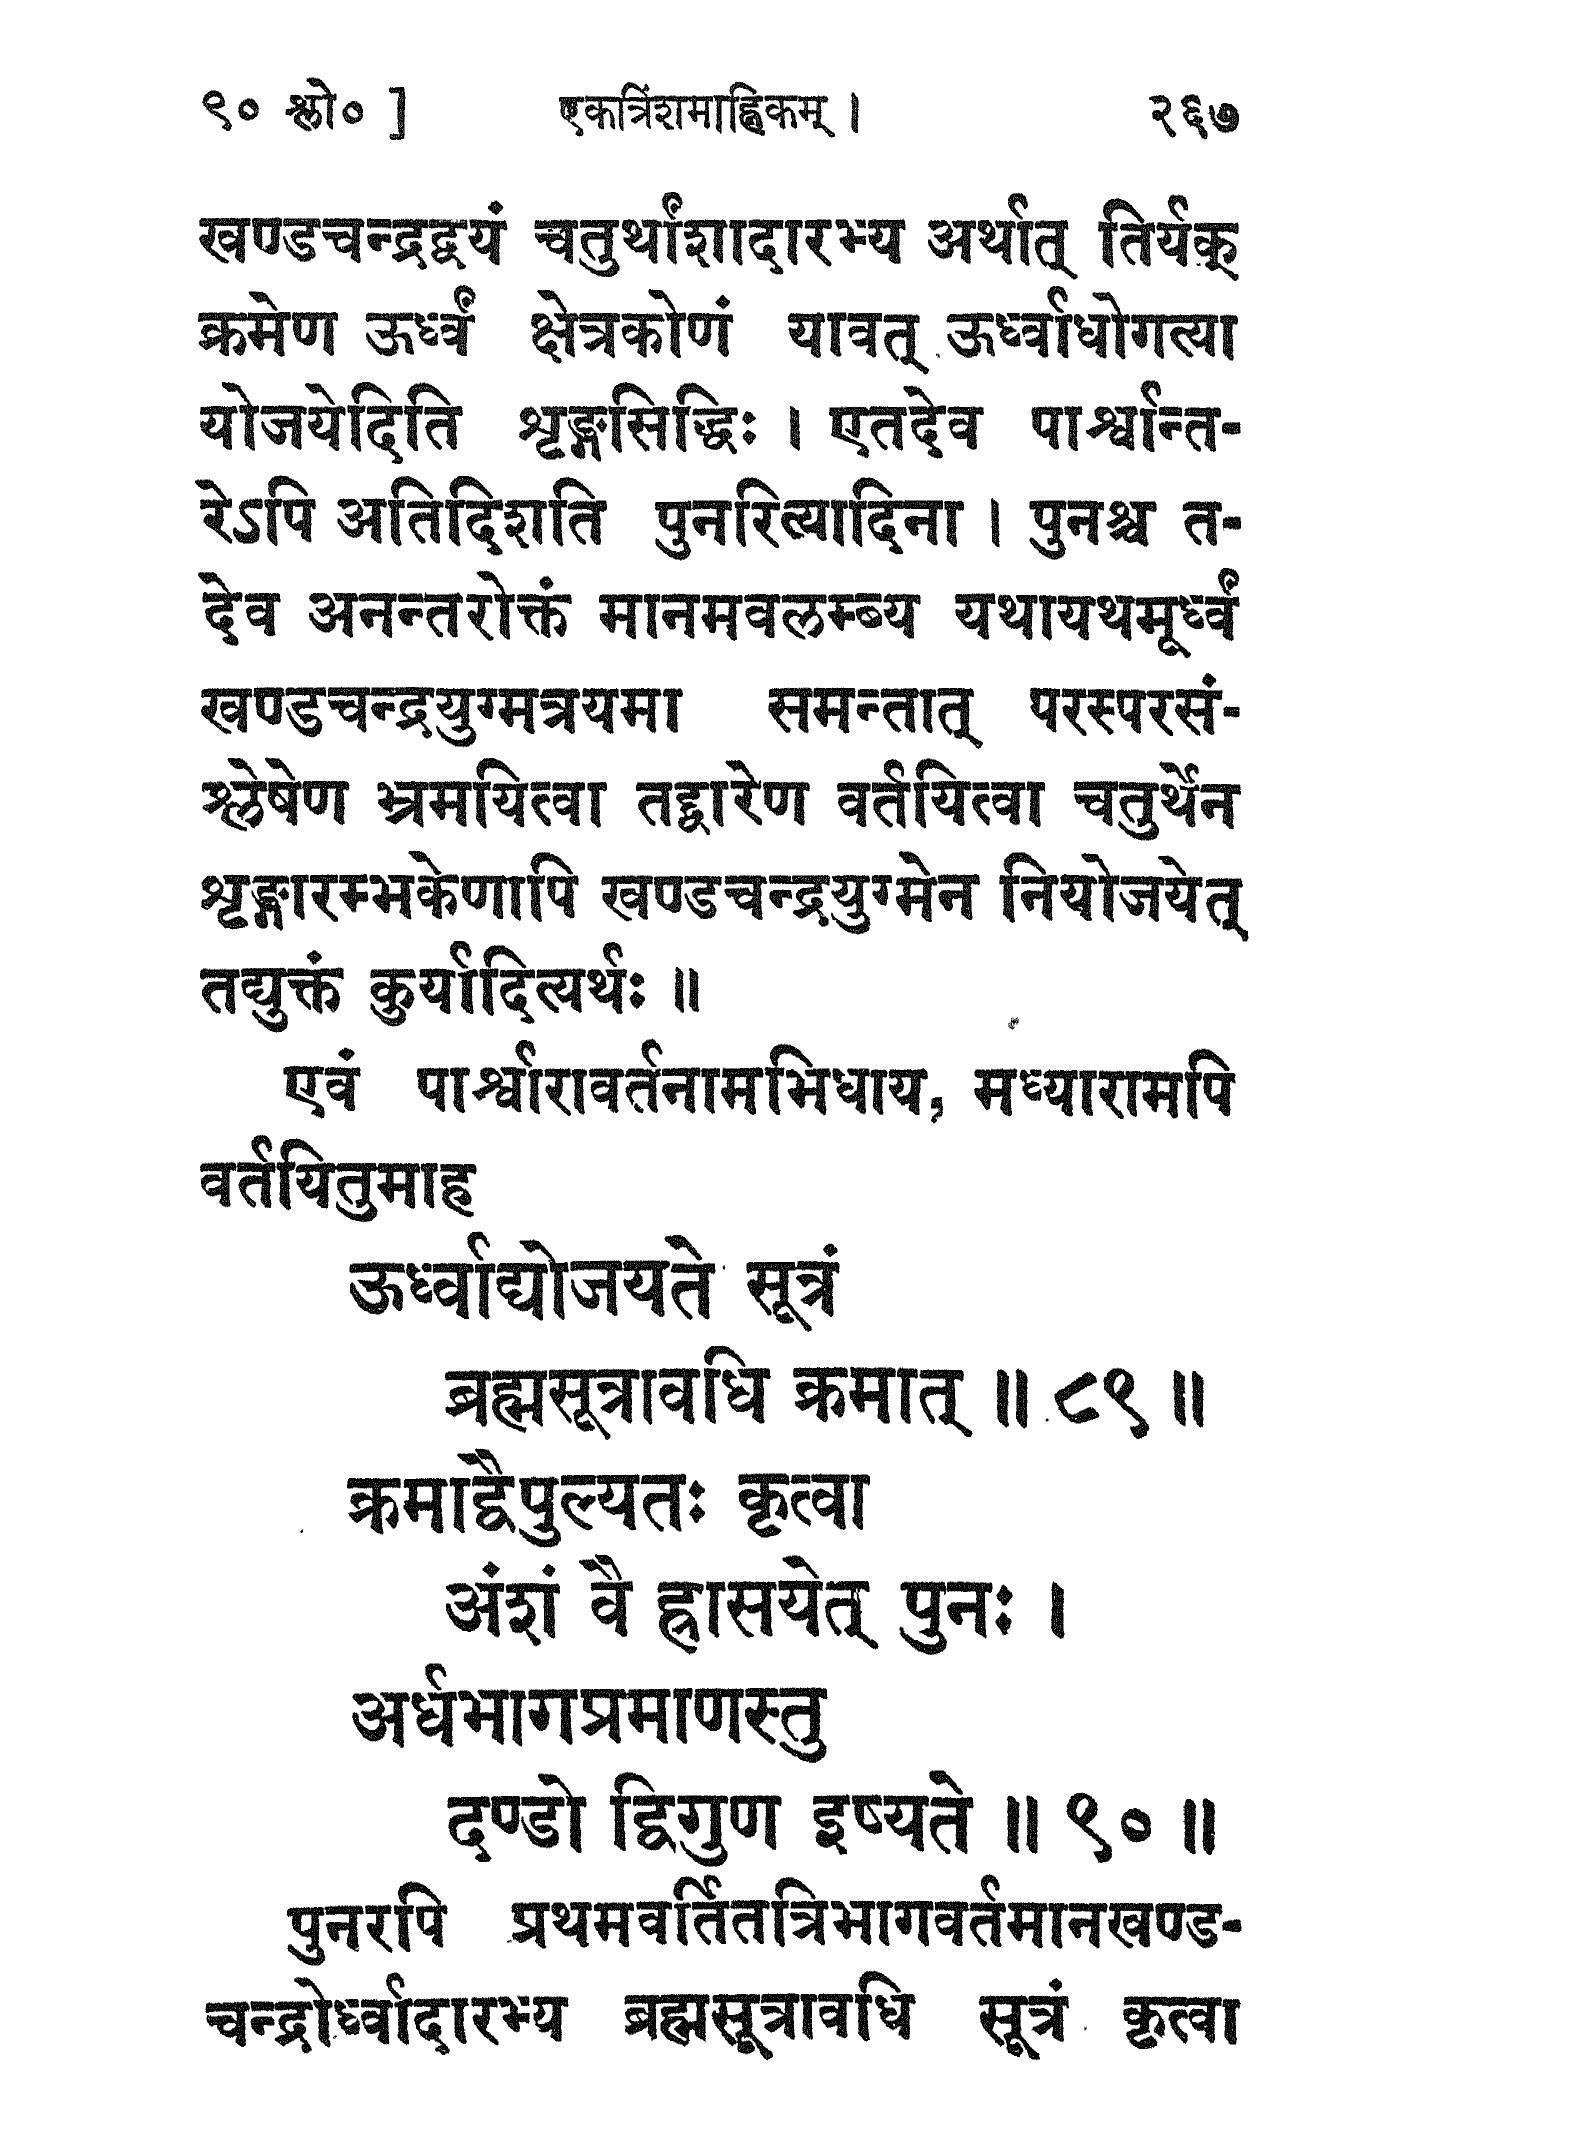 ९० श्लो० ] एकत्रिंशमाह्निकम् । २६७
खण्डचन्द्रद्वयं चतुर्थांशादारभ्य अर्थात् तिर्यक्
क्रमेण ऊर्ध्वं क्षेत्रकोणं यावत् ऊर्ध्वाधोगत्या
योजयेदिति शृङ्गसिद्धिः । एतदेव पार्श्वान्त-
रेऽपि अतिदिशति पुनरित्यादिना । पुनश्च त-
देव अनन्तरोक्तं मानमवलम्ब्य यथायथमूर्ध्वं
खण्डचन्द्रयुग्मत्रयमा समन्तात् परस्परसं-
श्लेषेण भ्रमयित्वा तद्द्वारेण वर्तयित्वा चतुर्थेन
शृङ्गारम्भकेणापि खण्डचन्द्रयुग्मेन नियोजयेत्
तद्युक्तं कुर्यादित्यर्थः ॥
एवं पार्श्वारावर्तनामभिधाय, मध्यारामपि
वर्तयितुमाह
ऊर्ध्वाद्योजयते सूत्रं
ब्रह्मसूत्रावधि क्रमात् ॥ ८९ ॥
क्रमाद्वैपुल्यतः कृत्वा
अंशं वै ह्रासयेत् पुनः ।
अर्धभागप्रमाणस्तु
दण्डो द्विगुण इष्यते ॥ ९० ॥
पुनरपि प्रथमवर्तितत्रिभागवर्तमानखण्ड-
चन्द्रोर्ध्वादारभ्य ब्रह्मसूत्रावधि सूत्रं कृत्वा